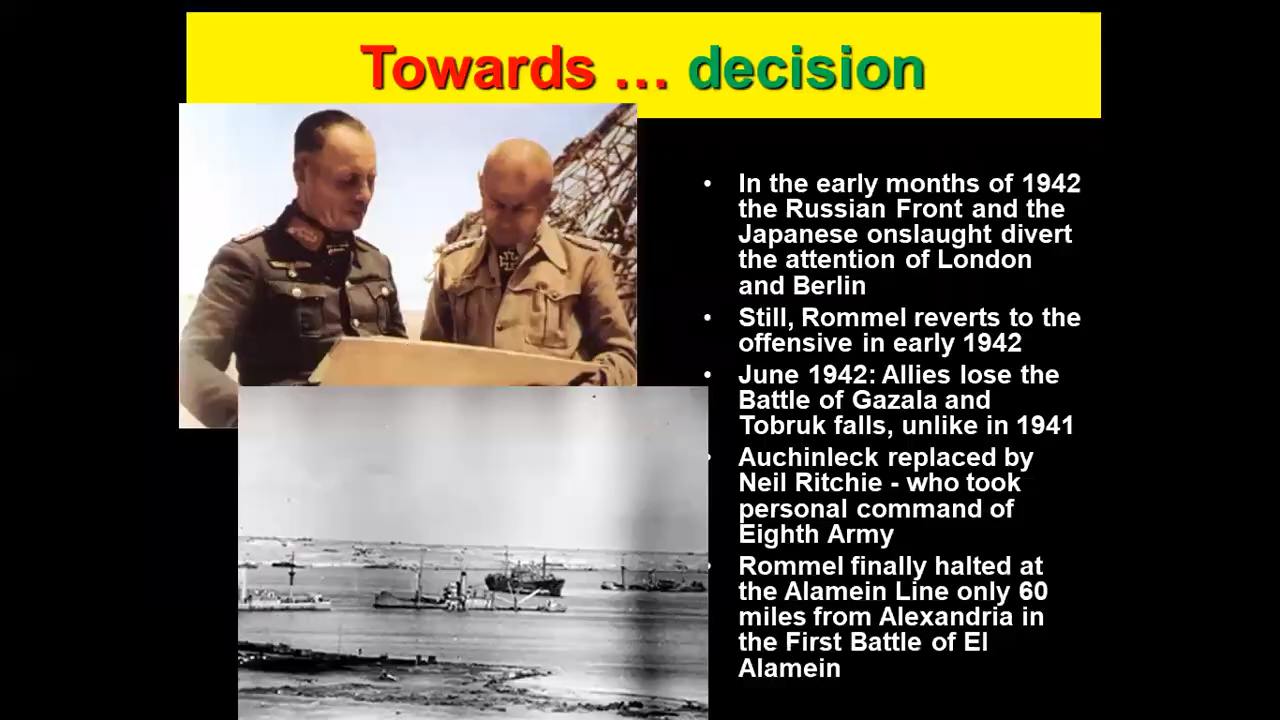 Towards ... decision
• In the early months of 1942
the Russian Front and the
Japanese onslaught divert
the attention of London
and Berlin
• Still, Rommel reverts to the
offensive in early 1942
• June 1942: Allies lose the
Battle of Gazala and
Tobruk falls, unlike in 1941
• Auchinleck replaced by
Neil Ritchie - who took
personal command of
Eighth Army
• Rommel finally halted at
the Alamein Line only 60
miles from Alexandria in
the First Battle of El
Alamein